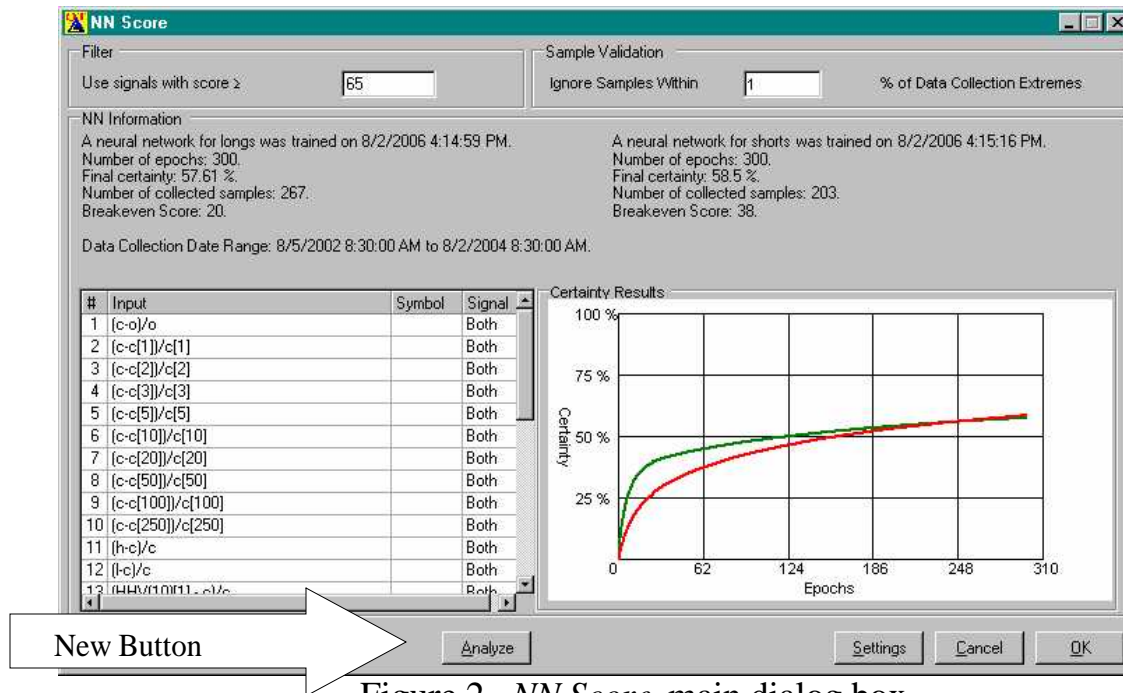 NN Score
Filter
Use signals with score ≥ 65
Sample Validation
Ignore Samples Within 1 % of Data Collection Extremes
NN Information
A neural network for longs was trained on 8/2/2006 4:14:59 PM.
Number of epochs: 300.
Final certainty: 57.61 %.
Number of collected samples: 267.
Breakeven Score: 20.
A neural network for shorts was trained on 8/2/2006 4:15:16 PM.
Number of epochs: 300.
Final certainty: 58.5 %.
Number of collected samples: 203.
Breakeven Score: 38.
Data Collection Date Range: 8/5/2002 8:30:00 AM to 8/2/2004 8:30:00 AM.
# Input Symbol Signal
1 (c-o)/o Both
2 (c-c[1])/c[1] Both
3 (c-c[2])/c[2] Both
4 (c-c[3])/c[3] Both
5 (c-c[5])/c[5] Both
6 (c-c[10])/c[10] Both
7 (c-c[20])/c[20] Both
8 (c-c[50])/c[50] Both
9 (c-c[100])/c[100] Both
10 (c-c[250])/c[250] Both
11 (h-c)/c Both
12 (l-c)/c Both
13 (HHV(10)[1] - c)/c Both
Certainty Results
100 %
75 %
50 %
25 %
Certainty
0 62 124 186 248 310
Epochs
New Button
Analyze
Settings
Cancel
OK
Figure 2 NN Score main dialog box